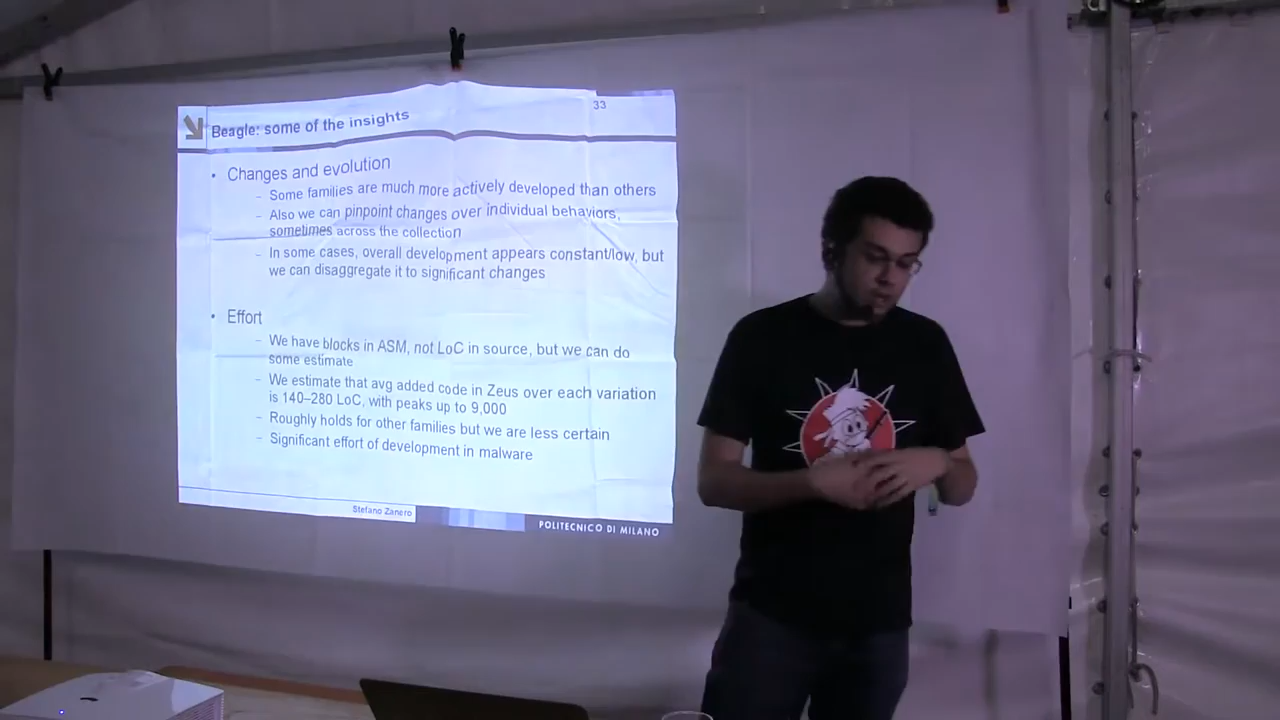 33
Beagle: some of the insights
• Changes and evolution
– Some families are much more actively developed than others
– Also we can pinpoint changes over individual behaviors,
sometimes across the collection
– In some cases, overall development appears constant/low, but
we can disaggregate it to significant changes
• Effort
– We have blocks in ASM, not LoC in source, but we can do
some estimate
– We estimate that avg added code in Zeus over each variation
is 140–280 LoC, with peaks up to 9,000
– Roughly holds for other families but we are less certain
– Significant effort of development in malware
Stefano Zanero
POLITECNICO DI MILANO